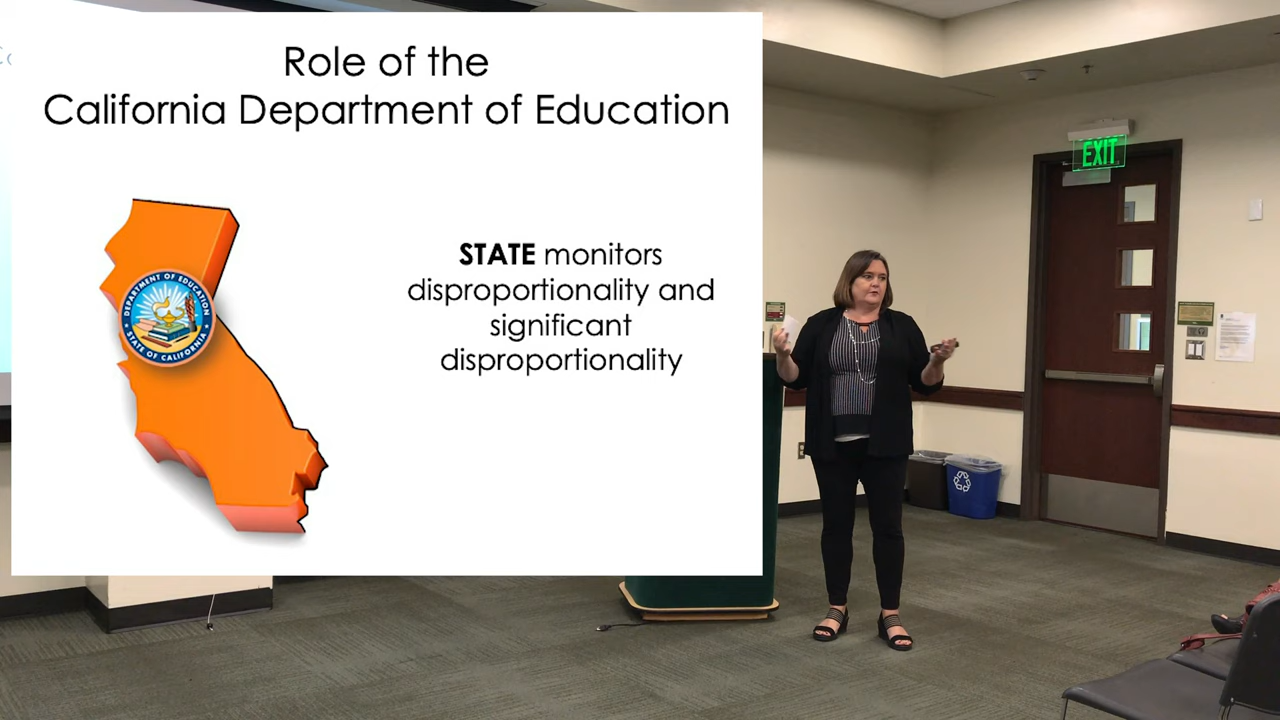 Role of the
California Department of Education
STATE monitors
disproportionality and
significant
disproportionality
DEPARTMENT OF EDUCATION
STATE OF CALIFORNIA
EXIT